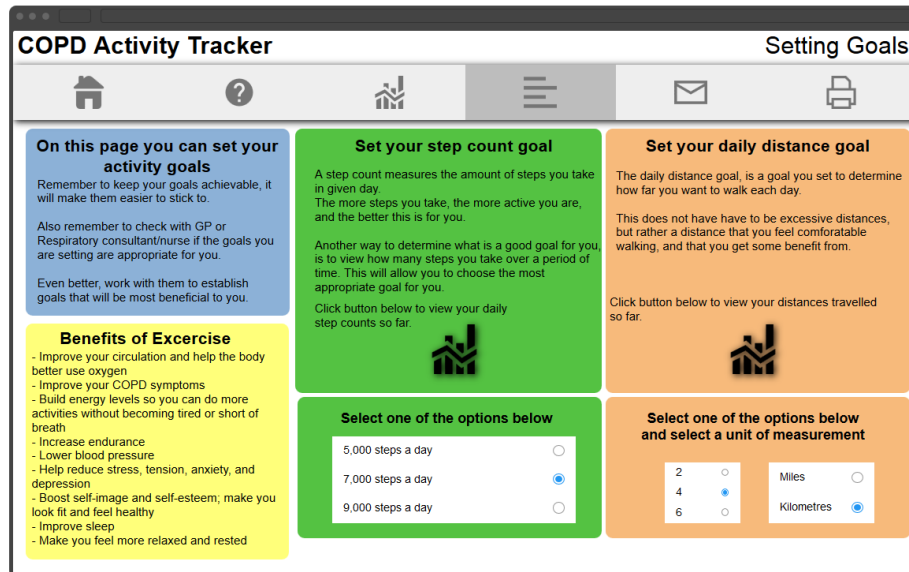 COPD Activity Tracker
Setting Goals
On this page you can set your
activity goals
Remember to keep your goals achievable, it
will make them easier to stick to.
Also remember to check with GP or
Respiratory consultant/nurse if the goals you
are setting are appropriate for you.
Even better, work with them to establish
goals that will be most beneficial to you.
Benefits of Excercise
- Improve your circulation and help the body
better use oxygen
- Improve your COPD symptoms
- Build energy levels so you can do more
activities without becoming tired or short of
breath
- Increase endurance
- Lower blood pressure
- Help reduce stress, tension, anxiety, and
depression
- Boost self-image and self-esteem; make you
look fit and feel healthy
- Improve sleep
- Make you feel more relaxed and rested
Set your step count goal
A step count measures the amount of steps you take
in given day.
The more steps you take, the more active you are,
and the better this is for you.
Another way to determine what is a good goal for you,
is to view how many steps you take over a period of
time. This will allow you to choose the most
appropriate goal for you.
Click button below to view your daily
step counts so far.
Select one of the options below
5,000 steps a day
7,000 steps a day
9,000 steps a day
Set your daily distance goal
The daily distance goal, is a goal you set to determine
how far you want to walk each day.
This does not have have to be excessive distances,
but rather a distance that you feel comforatable
walking, and that you get some benefit from.
Click button below to view your distances travelled
so far.
Select one of the options below
and select a unit of measurement
2
4
6
Miles
Kilometres